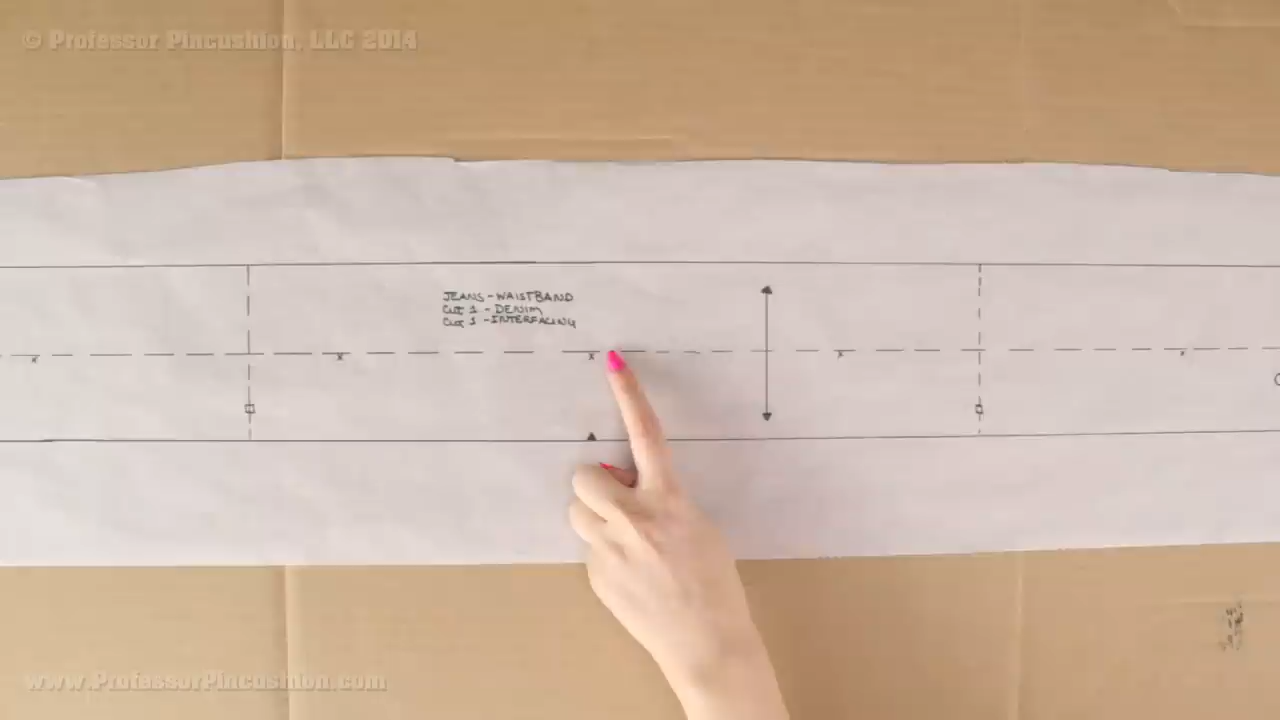 © Professor Pincushion, LLC 2014
JEANS - WAISTBAND
Cut 1 - DENIM
Cut 1 - INTERFACING
www.ProfessorPincushion.com